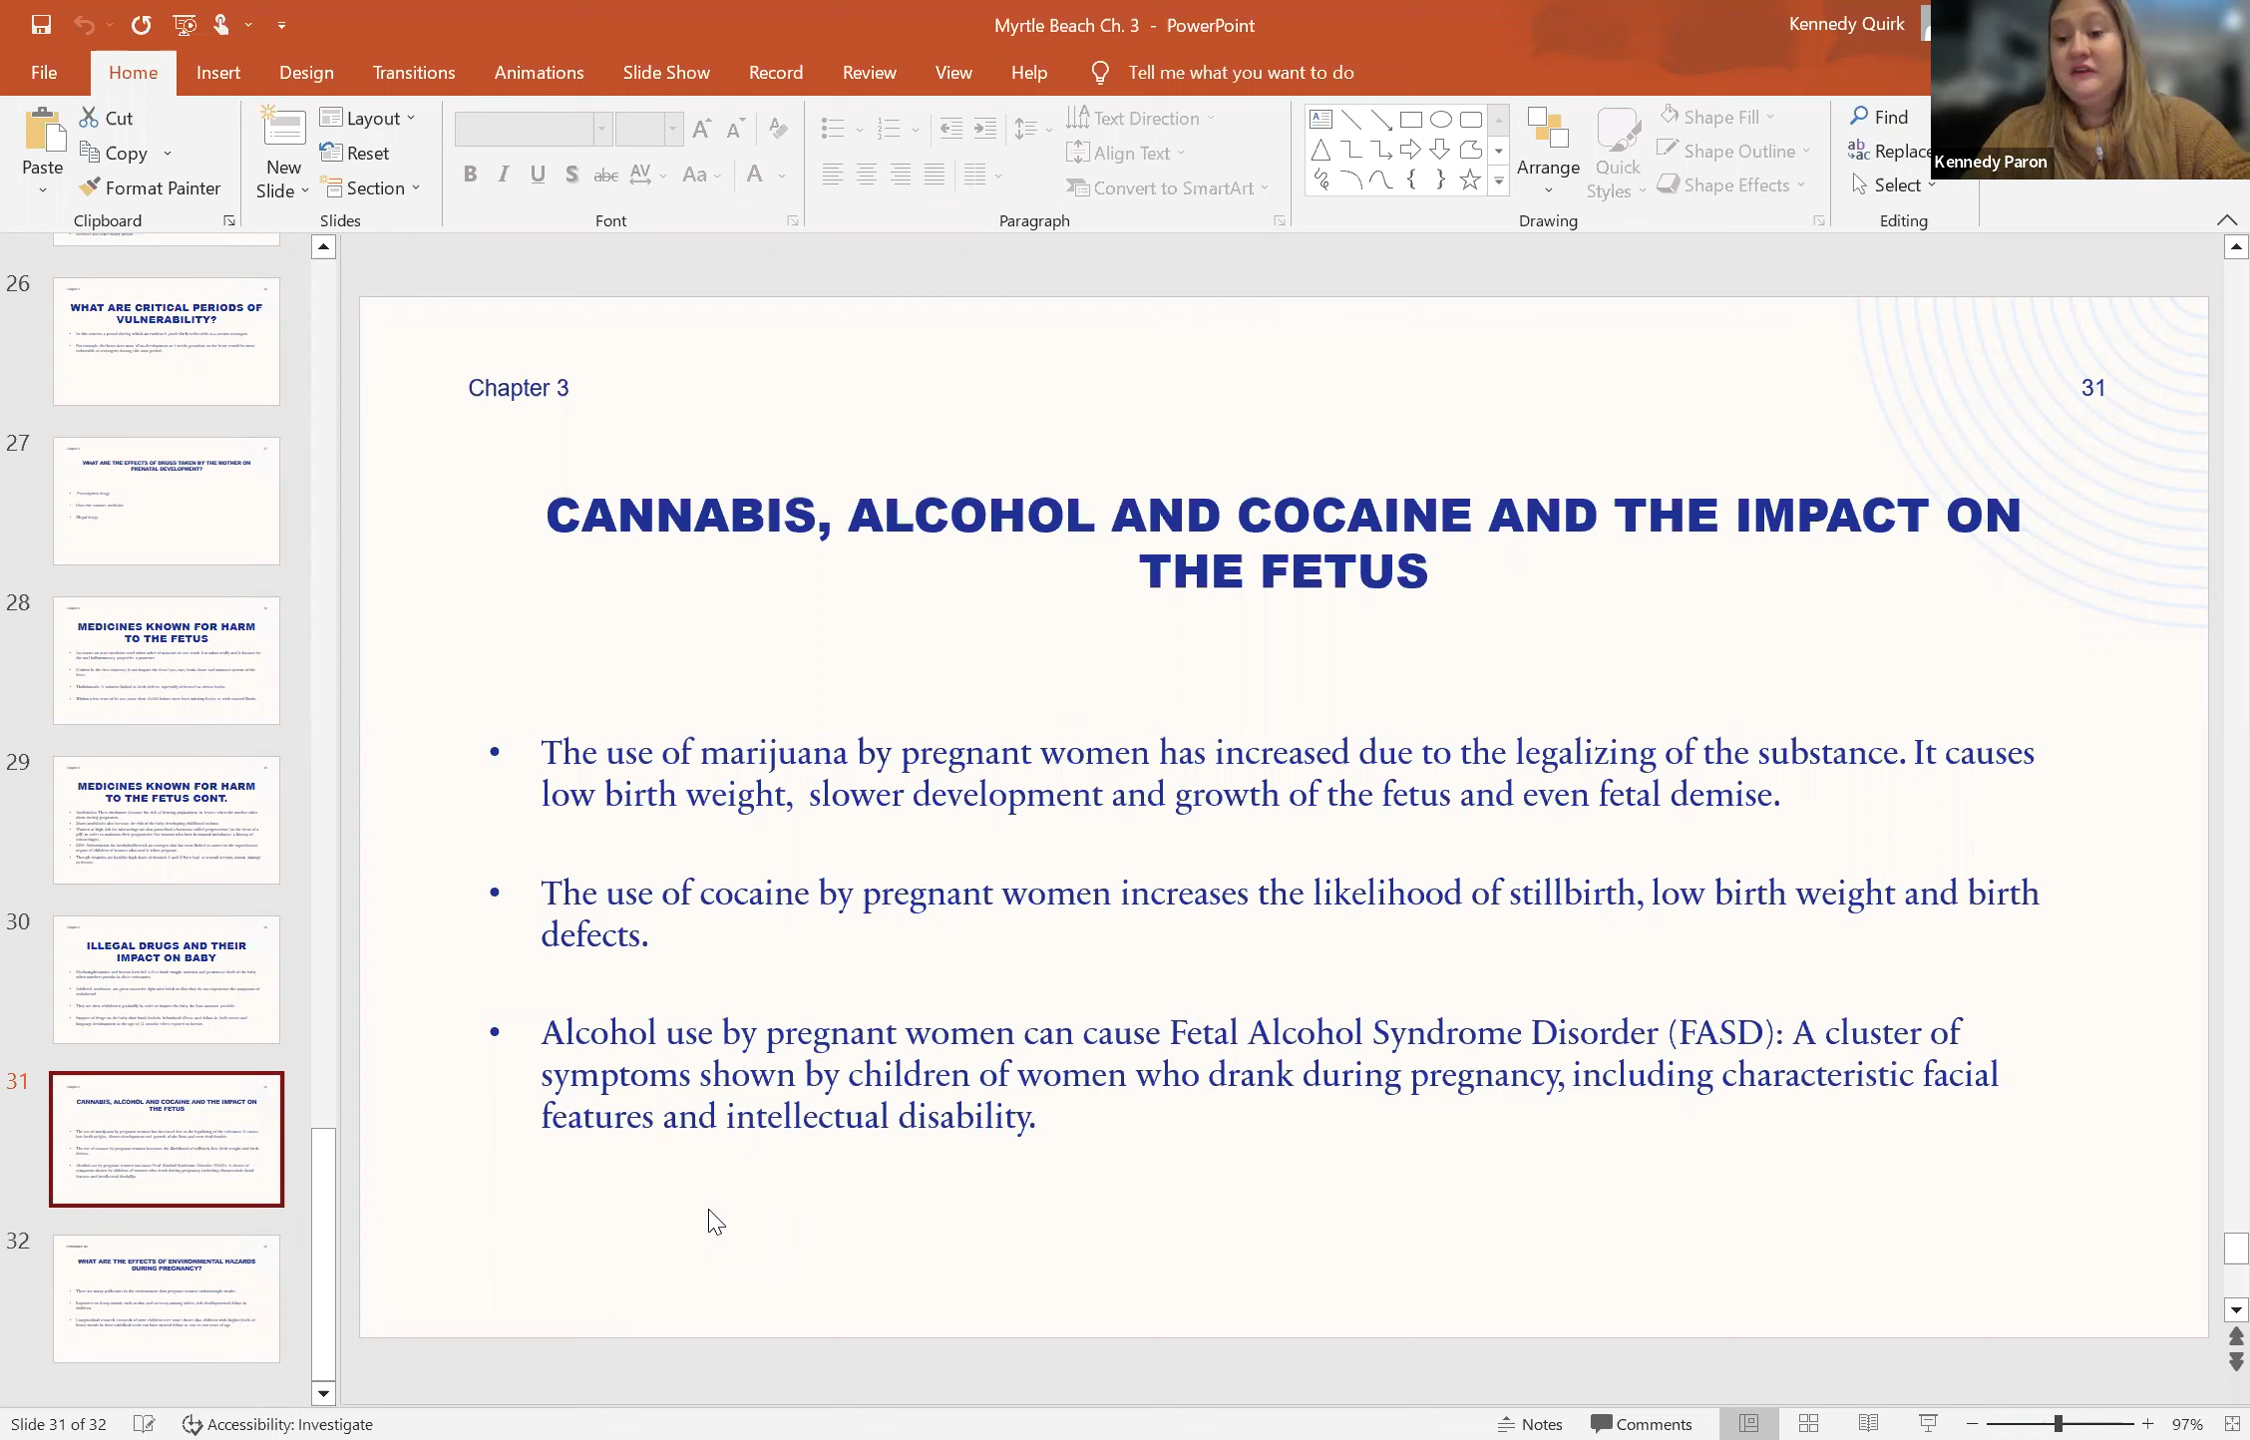 Myrtle Beach Ch. 3 - PowerPoint
Kennedy Quirk
File Home Insert Design Transitions Animations Slide Show Record Review View Help Tell me what you want to do
Paste
Cut
Copy
Format Painter
Clipboard
New Slide
Layout
Reset
Section
Slides
B I U S abc AV Aa A
Font
Text Direction
Align Text
Convert to SmartArt
Paragraph
Arrange
Quick Styles
Shape Fill
Shape Outline
Shape Effects
Drawing
Find
Replace
Select
Editing
Kennedy Paron
26
WHAT ARE CRITICAL PERIODS OF
VULNERABILITY?
27
WHAT ARE THE EFFECTS OF DRUGS TAKEN BY THE MOTHER ON
PRENATAL DEVELOPMENT?
28
MEDICINES KNOWN FOR HARM
TO THE FETUS
29
MEDICINES KNOWN FOR HARM
TO THE FETUS CONT.
30
ILLEGAL DRUGS AND THEIR
IMPACT ON BABY
31
CANNABIS, ALCOHOL AND COCAINE AND THE IMPACT ON
THE FETUS
32
WHAT ARE THE EFFECTS OF ENVIRONMENTAL HAZARDS
DURING PREGNANCY?
Chapter 3
31
CANNABIS, ALCOHOL AND COCAINE AND THE IMPACT ON
THE FETUS
• The use of marijuana by pregnant women has increased due to the legalizing of the substance. It causes
low birth weight, slower development and growth of the fetus and even fetal demise.
• The use of cocaine by pregnant women increases the likelihood of stillbirth, low birth weight and birth
defects.
• Alcohol use by pregnant women can cause Fetal Alcohol Syndrome Disorder (FASD): A cluster of
symptoms shown by children of women who drank during pregnancy, including characteristic facial
features and intellectual disability.
Slide 31 of 32
Accessibility: Investigate
Notes
Comments
97%